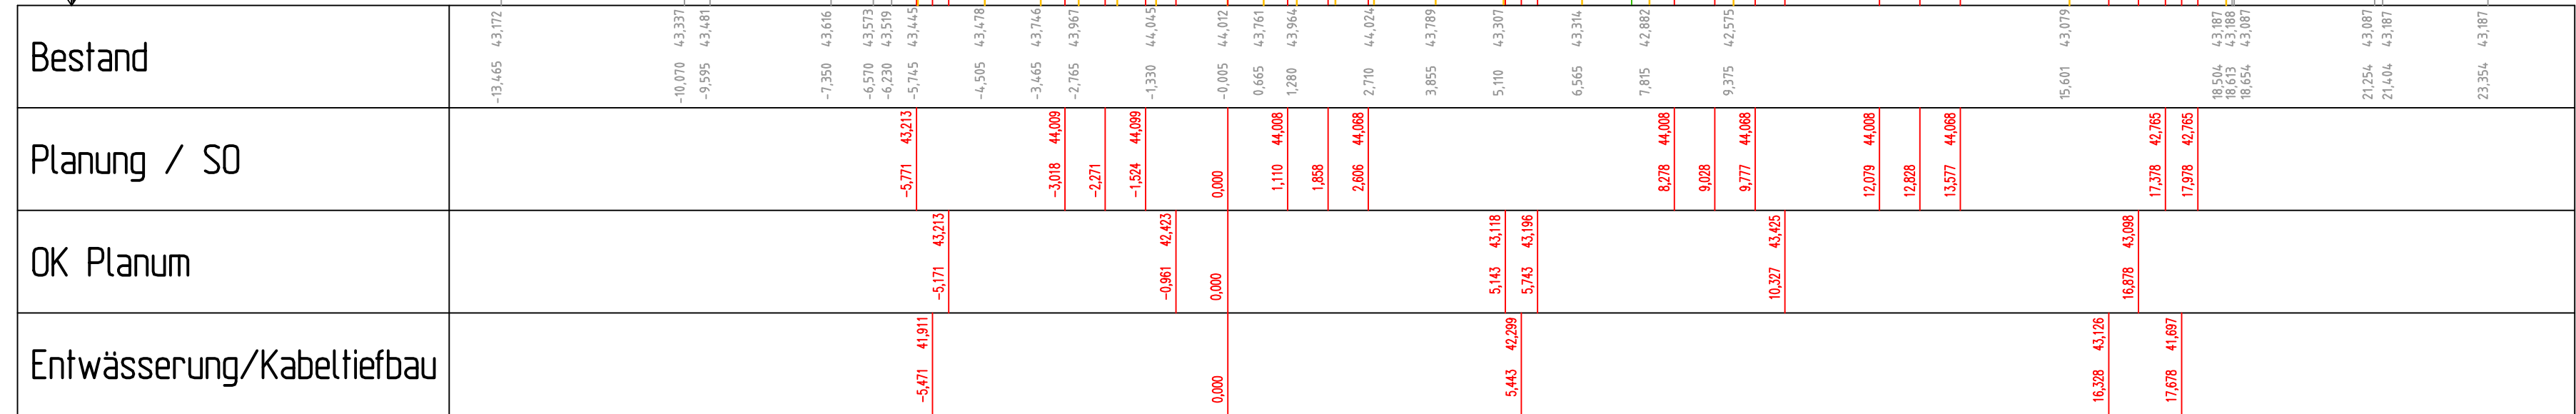 Bestand
43,172 43,337 43,481 43,616 43,573 43,519 43,445 43,478 43,746 43,967 44,045 44,012 43,761 43,964 44,024 43,789 43,307 43,314 42,882 42,575 43,079 43,187 43,188 43,087 43,087 43,187 43,187
-13,465 -10,070 -9,595 -7,350 -6,570 -6,230 -5,745 -4,505 -3,465 -2,765 -1,330 -0,005 0,665 1,280 2,710 3,855 5,110 6,565 7,815 9,375 15,601 18,504 18,613 18,654 21,254 21,404 23,354
Planung / SO
43,213 44,009 44,099 44,008 44,068 44,008 44,068 44,008 44,068 42,765 42,765
-5,771 -3,018 -2,271 -1,524 0,000 1,110 1,858 2,606 8,278 9,028 9,777 12,079 12,828 13,577 17,378 17,978
OK Planum
43,213 42,423 43,118 43,196 43,425 43,098
-5,171 -0,961 0,000 5,143 5,743 10,327 16,878
Entwässerung/Kabeltiefbau
41,911 42,299 43,126 41,697
-5,471 0,000 5,443 16,328 17,678